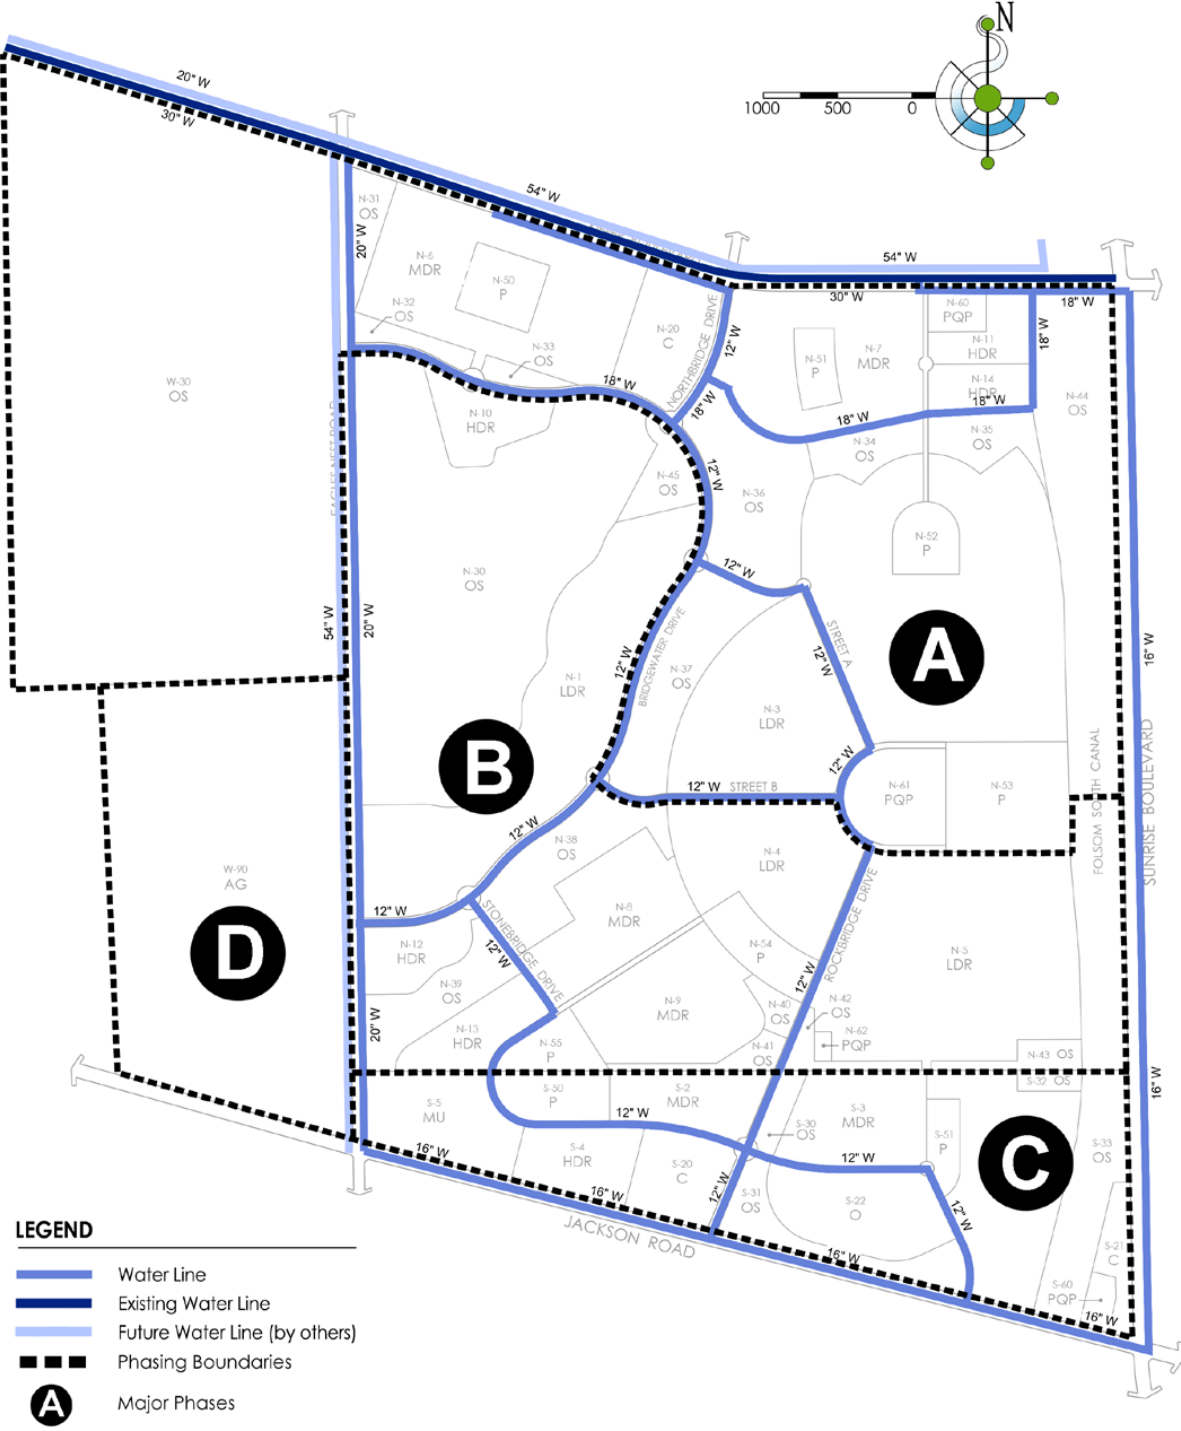 N
1000 500 0
20" W
30" W
54" W
54" W
30" W
18" W
N-31
OS
20" W
N-6
MDR
N-50
P
N-32
OS
N-33
OS
N-20
C
NORTHBRIDGE DRIVE
12" W
N-51
P
N-7
MDR
N-60
PQP
N-11
HDR
N-14
HDR
18" W
18" W
N-44
OS
W-30
OS
18" W
18" W
18" W
N-10
HDR
N-34
OS
N-35
OS
EAGLES NEST ROAD
12" W
N-45
OS
N-36
OS
N-52
P
N-30
OS
12" W
54" W
20" W
12" W
BRIDGEWATER DRIVE
STREET A
12" W
A
16" W
N-37
OS
N-1
LDR
N-3
LDR
B
12" W
12" W STREET B
N-61
PQP
N-53
P
FOLSOM SOUTH CANAL
SUNRISE BOULEVARD
12" W
N-38
OS
N-4
LDR
W-90
AG
12" W
N-8
MDR
ROCKBRIDGE DRIVE
D
STONEBRIDGE DRIVE
12" W
N-12
HDR
N-54
P
N-5
LDR
12" W
N-39
OS
N-9
MDR
N-40
OS
N-42
OS
20" W
N-13
HDR
N-55
P
N-41
OS
N-62
PQP
N-43 OS
S-32 OS
16" W
S-5
MU
S-50
P
S-2
MDR
12" W
S-3
MDR
S-30
OS
S-51
P
C
S-33
OS
16" W
S-4
HDR
S-20
C
12" W
12" W
16" W
S-31
OS
S-22
O
12" W
JACKSON ROAD
16" W
S-21
C
S-60
PQP
16" W
LEGEND
Water Line
Existing Water Line
Future Water Line (by others)
Phasing Boundaries
A Major Phases